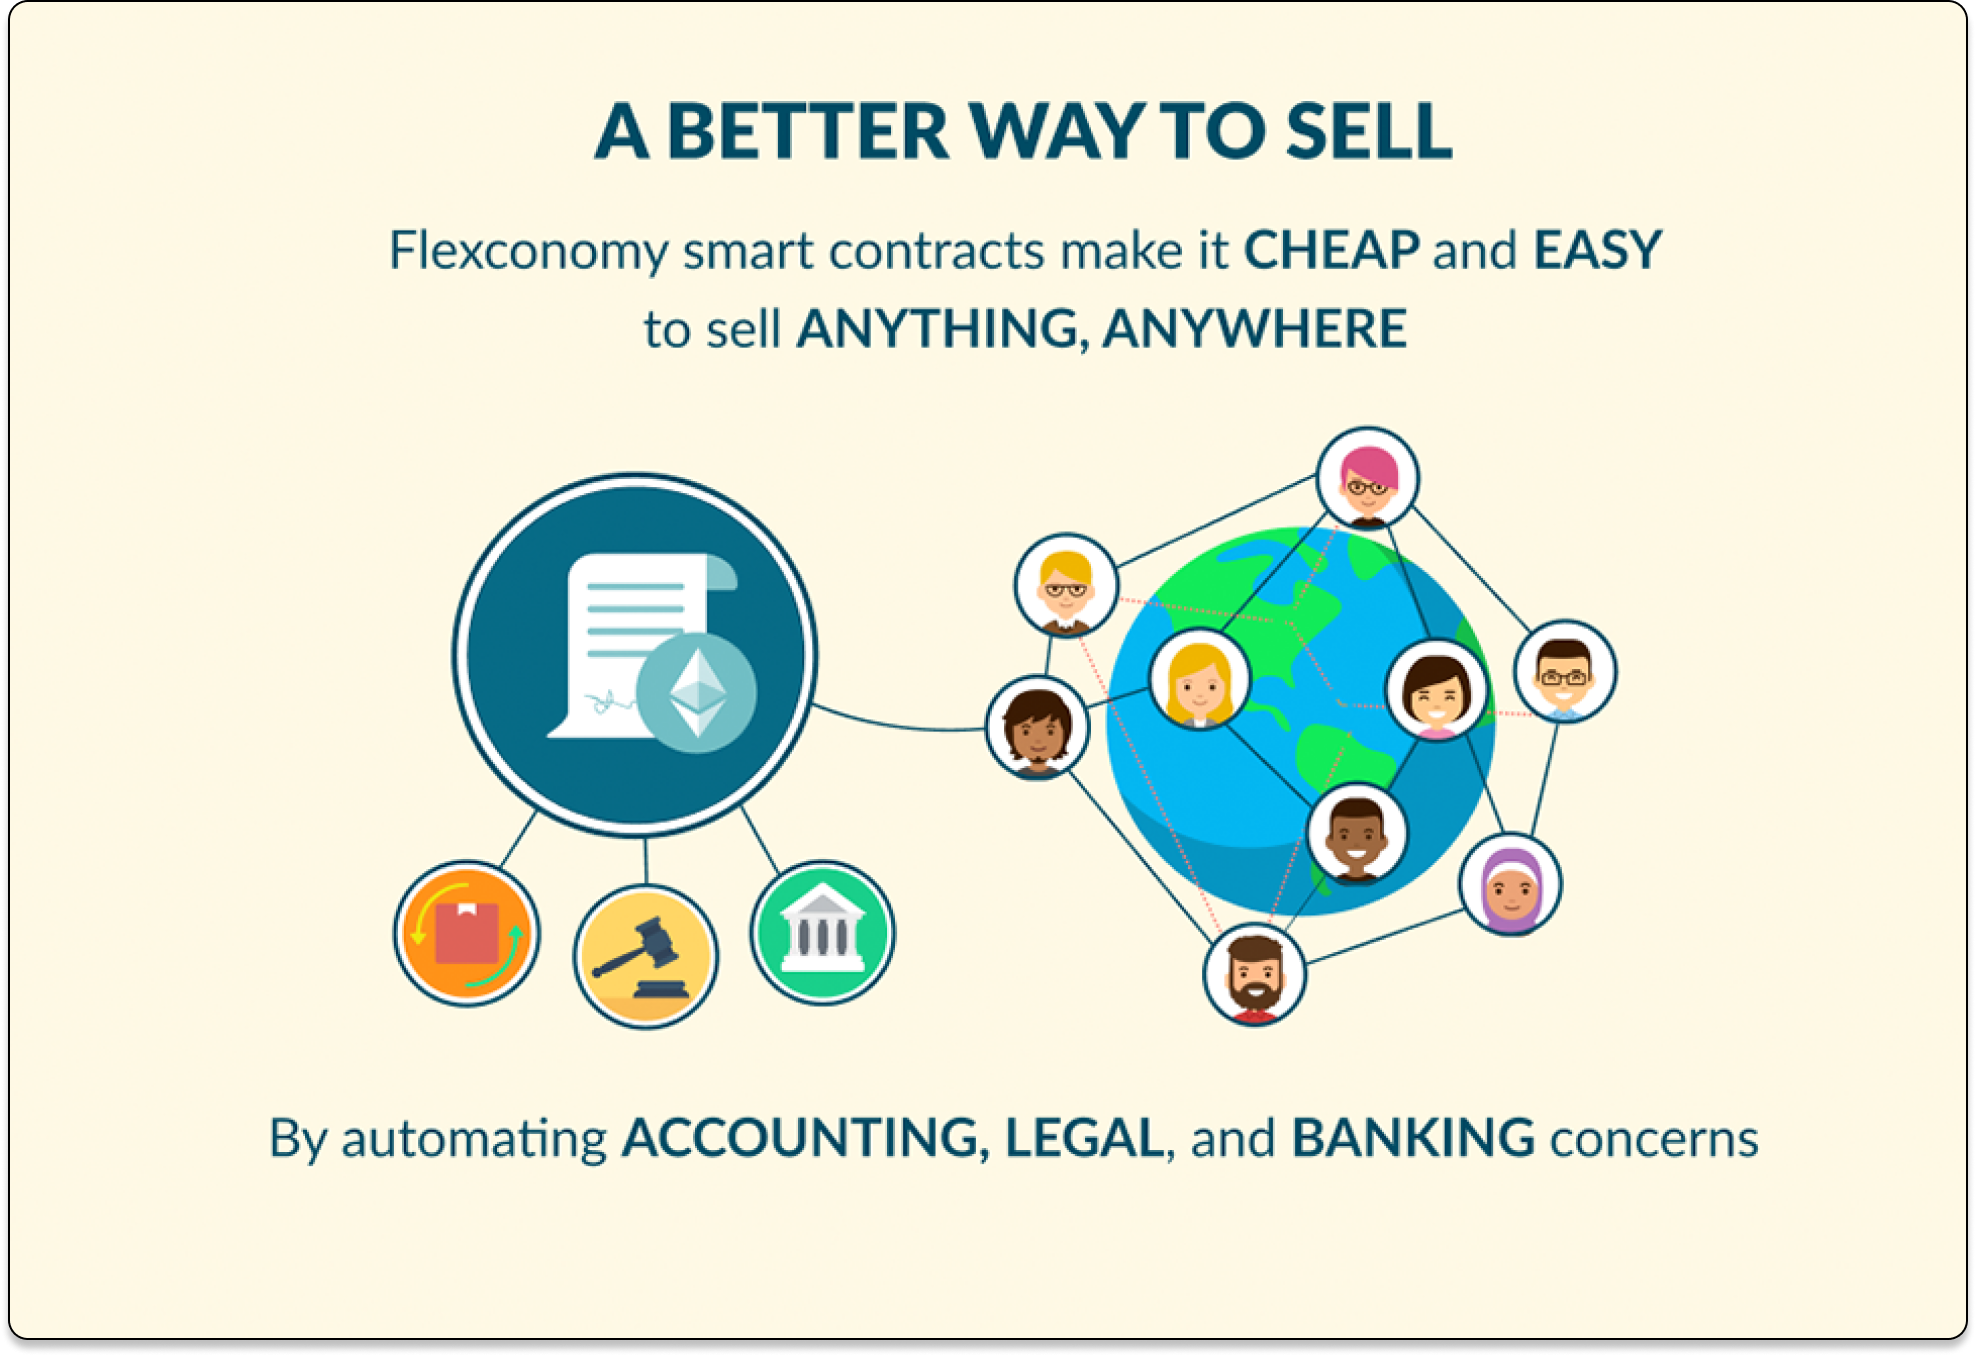 A BETTER WAY TO SELL
Flexconomy smart contracts make it CHEAP and EASY
to sell ANYTHING, ANYWHERE
By automating ACCOUNTING, LEGAL, and BANKING concerns